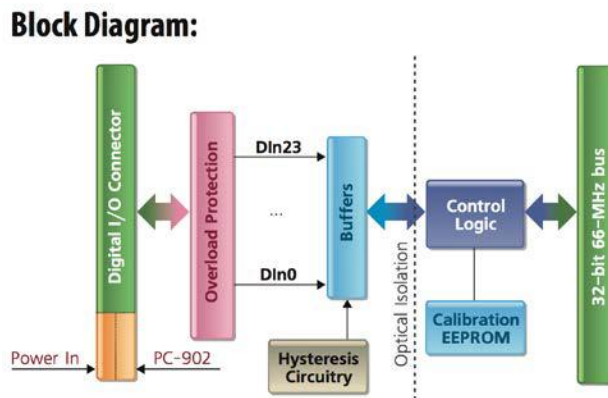 Block Diagram:
Digital I/O Connector
Overload Protection
DIn23
...
DIn0
Buffers
Hysteresis
Circuitry
Optical Isolation
Control
Logic
Calibration
EEPROM
32-bit 66-MHz bus
Power In
PC-902